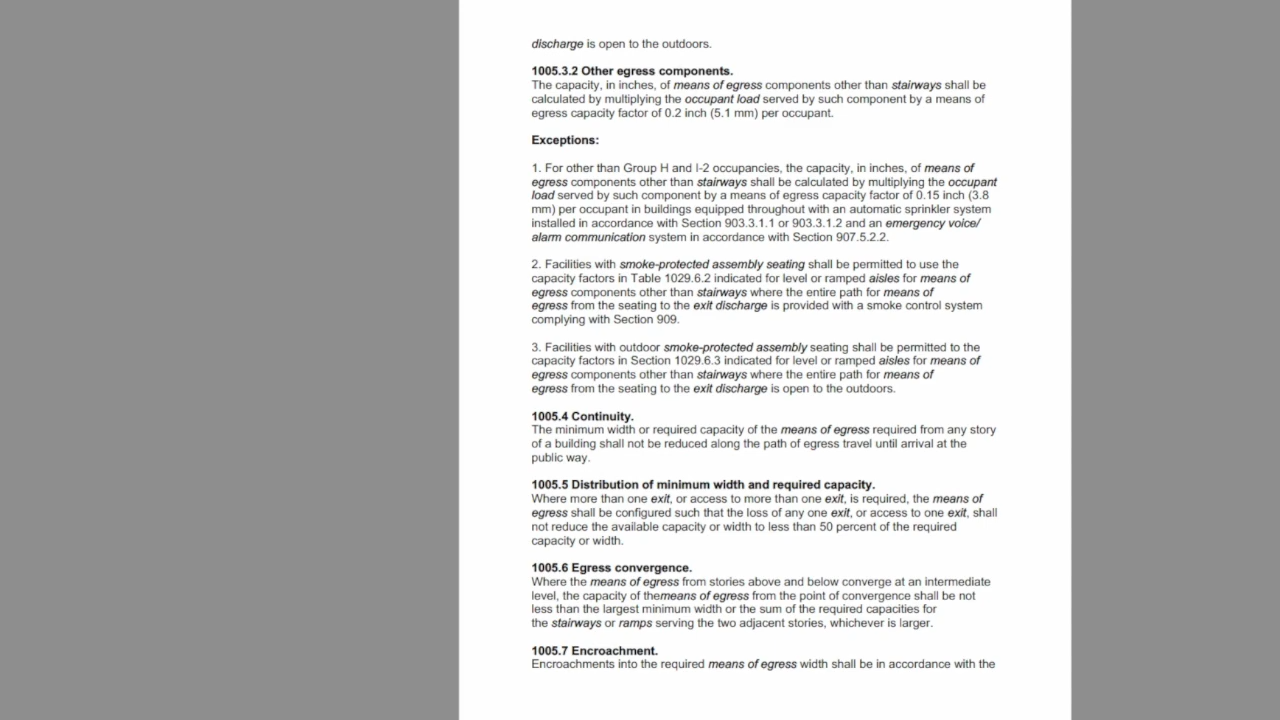 discharge is open to the outdoors.
1005.3.2 Other egress components.
The capacity, in inches, of means of egress components other than stairways shall be
calculated by multiplying the occupant load served by such component by a means of
egress capacity factor of 0.2 inch (5.1 mm) per occupant.
Exceptions:
1. For other than Group H and I-2 occupancies, the capacity, in inches, of means of
egress components other than stairways shall be calculated by multiplying the occupant
load served by such component by a means of egress capacity factor of 0.15 inch (3.8
mm) per occupant in buildings equipped throughout with an automatic sprinkler system
installed in accordance with Section 903.3.1.1 or 903.3.1.2 and an emergency voice/
alarm communication system in accordance with Section 907.5.2.2.
2. Facilities with smoke-protected assembly seating shall be permitted to use the
capacity factors in Table 1029.6.2 indicated for level or ramped aisles for means of
egress components other than stairways where the entire path for means of
egress from the seating to the exit discharge is provided with a smoke control system
complying with Section 909.
3. Facilities with outdoor smoke-protected assembly seating shall be permitted to the
capacity factors in Section 1029.6.3 indicated for level or ramped aisles for means of
egress components other than stairways where the entire path for means of
egress from the seating to the exit discharge is open to the outdoors.
1005.4 Continuity.
The minimum width or required capacity of the means of egress required from any story
of a building shall not be reduced along the path of egress travel until arrival at the
public way.
1005.5 Distribution of minimum width and required capacity.
Where more than one exit, or access to more than one exit, is required, the means of
egress shall be configured such that the loss of any one exit, or access to one exit, shall
not reduce the available capacity or width to less than 50 percent of the required
capacity or width.
1005.6 Egress convergence.
Where the means of egress from stories above and below converge at an intermediate
level, the capacity of themeans of egress from the point of convergence shall be not
less than the largest minimum width or the sum of the required capacities for
the stairways or ramps serving the two adjacent stories, whichever is larger.
1005.7 Encroachment.
Encroachments into the required means of egress width shall be in accordance with the